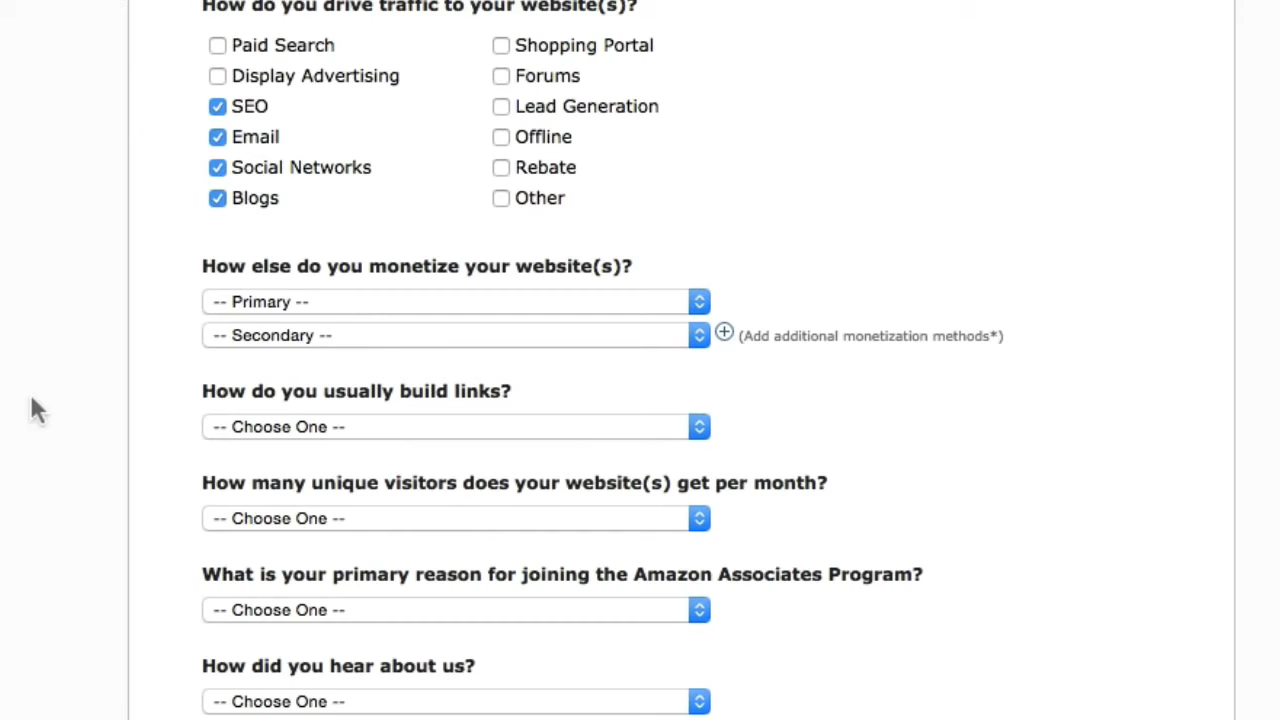 How do you drive traffic to your website(s)?
Paid Search
Shopping Portal
Display Advertising
Forums
SEO
Lead Generation
Email
Offline
Social Networks
Rebate
Blogs
Other
How else do you monetize your website(s)?
-- Primary --
-- Secondary --
(Add additional monetization methods*)
How do you usually build links?
-- Choose One --
How many unique visitors does your website(s) get per month?
-- Choose One --
What is your primary reason for joining the Amazon Associates Program?
-- Choose One --
How did you hear about us?
-- Choose One --